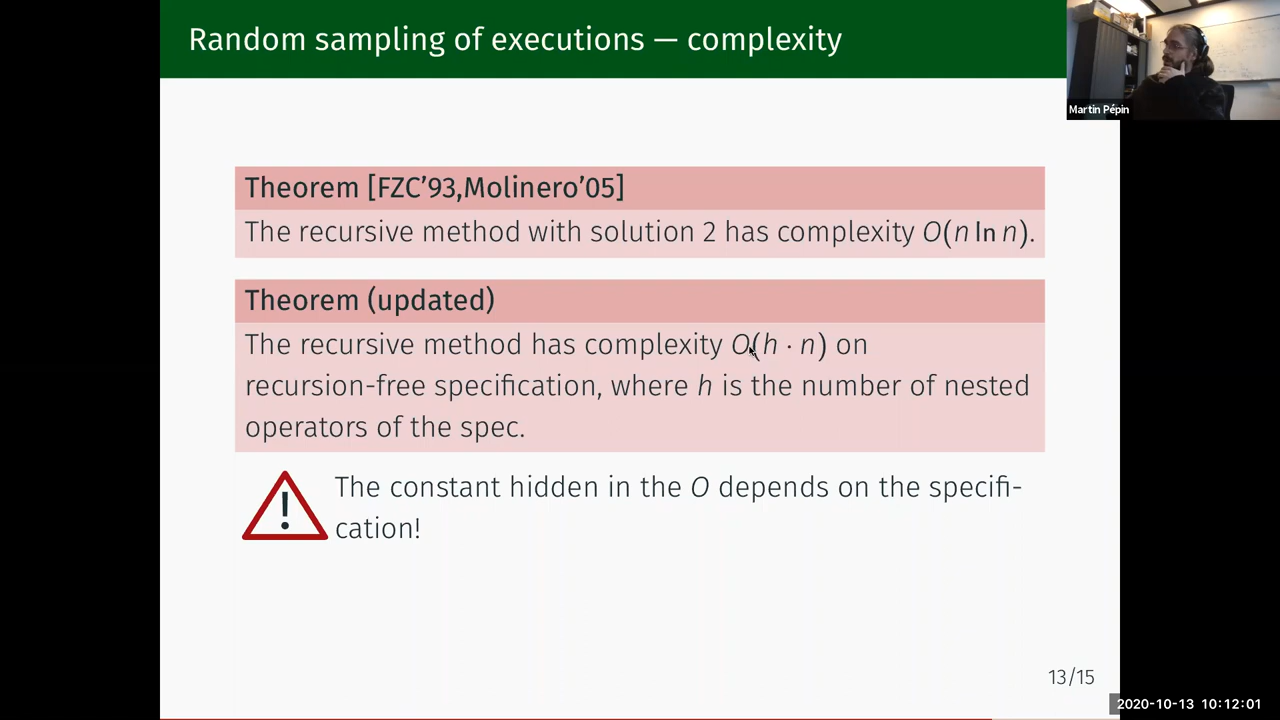 Random sampling of executions — complexity
Martin Pépin
Theorem [FZC’93,Molinero’05]
The recursive method with solution 2 has complexity O(n ln n).
Theorem (updated)
The recursive method has complexity O(h · n) on
recursion-free specification, where h is the number of nested
operators of the spec.
! The constant hidden in the O depends on the specifi-
cation!
13/15
2020-10-13 10:12:01